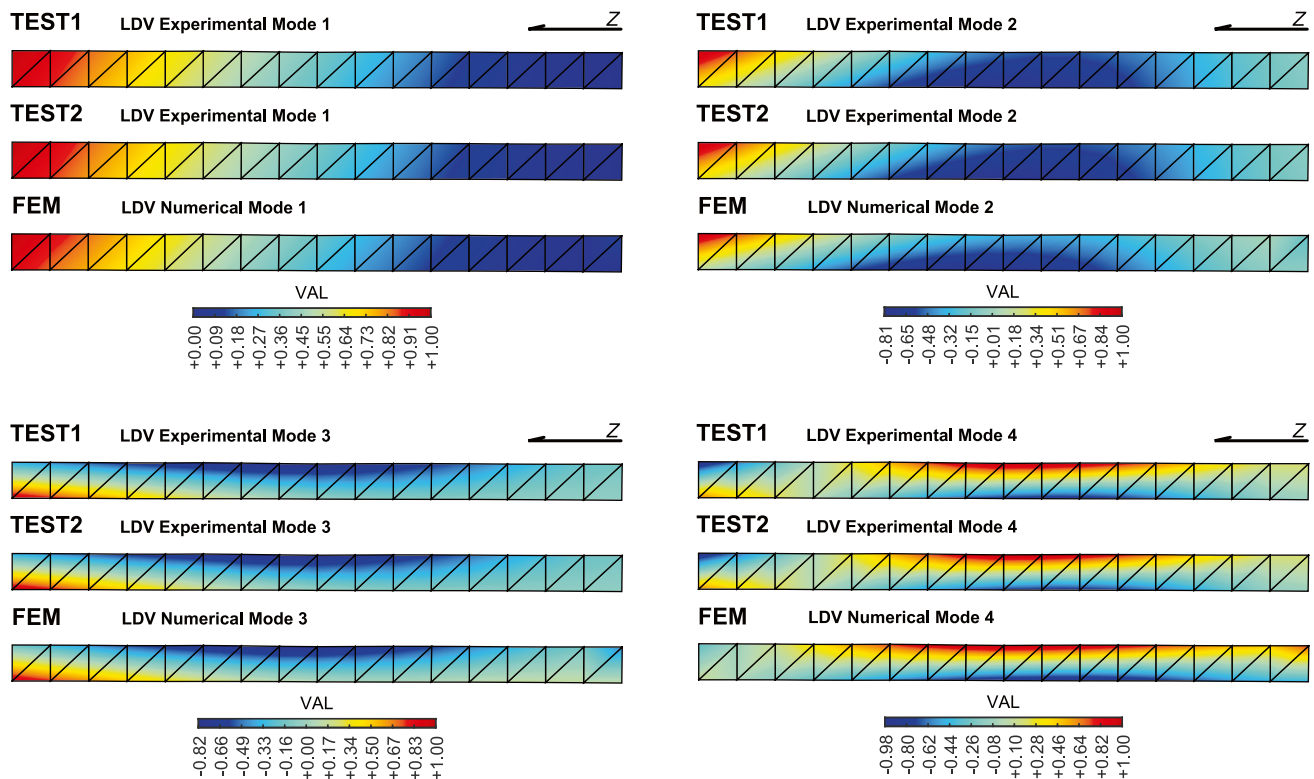 TEST1 LDV Experimental Mode 1 Z
TEST2 LDV Experimental Mode 1
FEM LDV Numerical Mode 1
VAL
+0.00 +0.09 +0.18 +0.27 +0.36 +0.45 +0.55 +0.64 +0.73 +0.82 +0.91 +1.00
TEST1 LDV Experimental Mode 2 Z
TEST2 LDV Experimental Mode 2
FEM LDV Numerical Mode 2
VAL
-0.81 -0.65 -0.48 -0.32 -0.15 +0.01 +0.18 +0.34 +0.51 +0.67 +0.84 +1.00
TEST1 LDV Experimental Mode 3 Z
TEST2 LDV Experimental Mode 3
FEM LDV Numerical Mode 3
VAL
-0.82 -0.66 -0.49 -0.33 -0.16 +0.00 +0.17 +0.34 +0.50 +0.67 +0.83 +1.00
TEST1 LDV Experimental Mode 4 Z
TEST2 LDV Experimental Mode 4
FEM LDV Numerical Mode 4
VAL
-0.98 -0.80 -0.62 -0.44 -0.26 -0.08 +0.10 +0.28 +0.46 +0.64 +0.82 +1.00